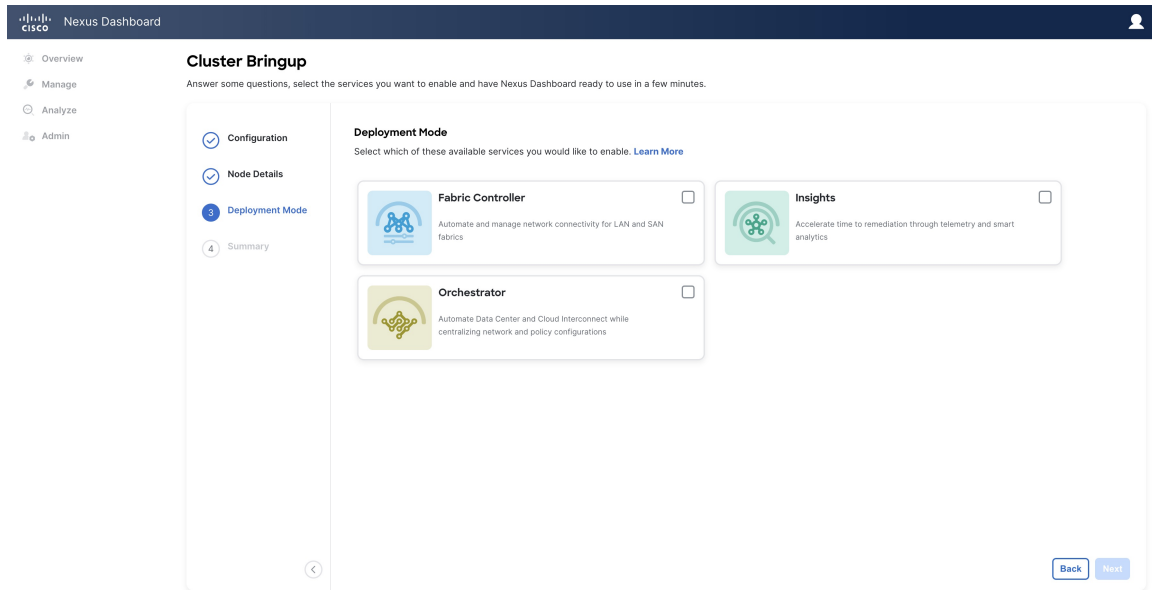 CISCO Nexus Dashboard
Overview
Manage
Analyze
Admin
Cluster Bringup
Answer some questions, select the services you want to enable and have Nexus Dashboard ready to use in a few minutes.
Configuration
Node Details
3 Deployment Mode
4 Summary
Deployment Mode
Select which of these available services you would like to enable. Learn More
Fabric Controller
Automate and manage network connectivity for LAN and SAN
fabrics
Insights
Accelerate time to remediation through telemetry and smart
analytics
Orchestrator
Automate Data Center and Cloud Interconnect while
centralizing network and policy configurations
Back Next